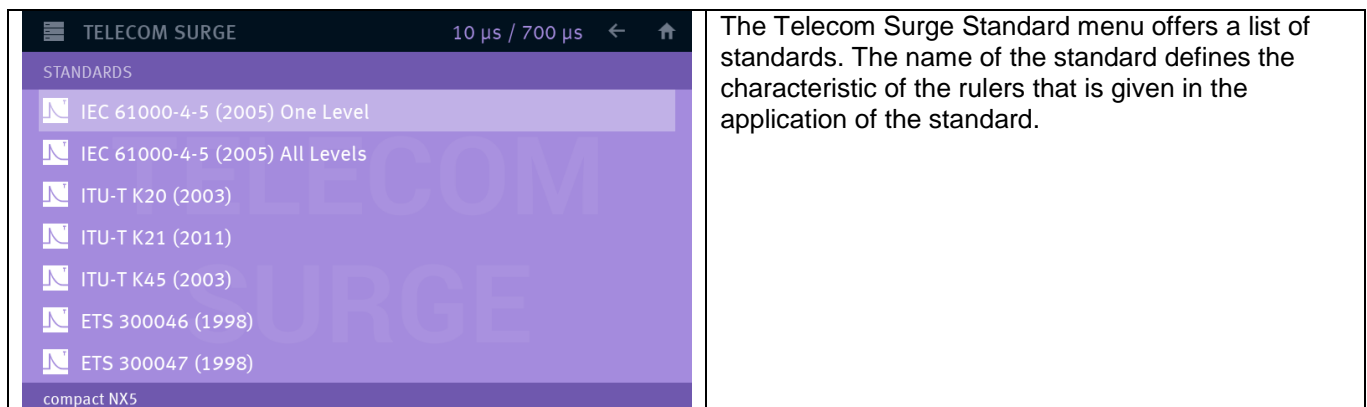 TELECOM SURGE 10 µs / 700 µs
STANDARDS
IEC 61000-4-5 (2005) One Level
IEC 61000-4-5 (2005) All Levels
ITU-T K20 (2003)
ITU-T K21 (2011)
ITU-T K45 (2003)
ETS 300046 (1998)
ETS 300047 (1998)
TELECOM
SURGE
compact NX5
The Telecom Surge Standard menu offers a list of
standards. The name of the standard defines the
characteristic of the rulers that is given in the
application of the standard.